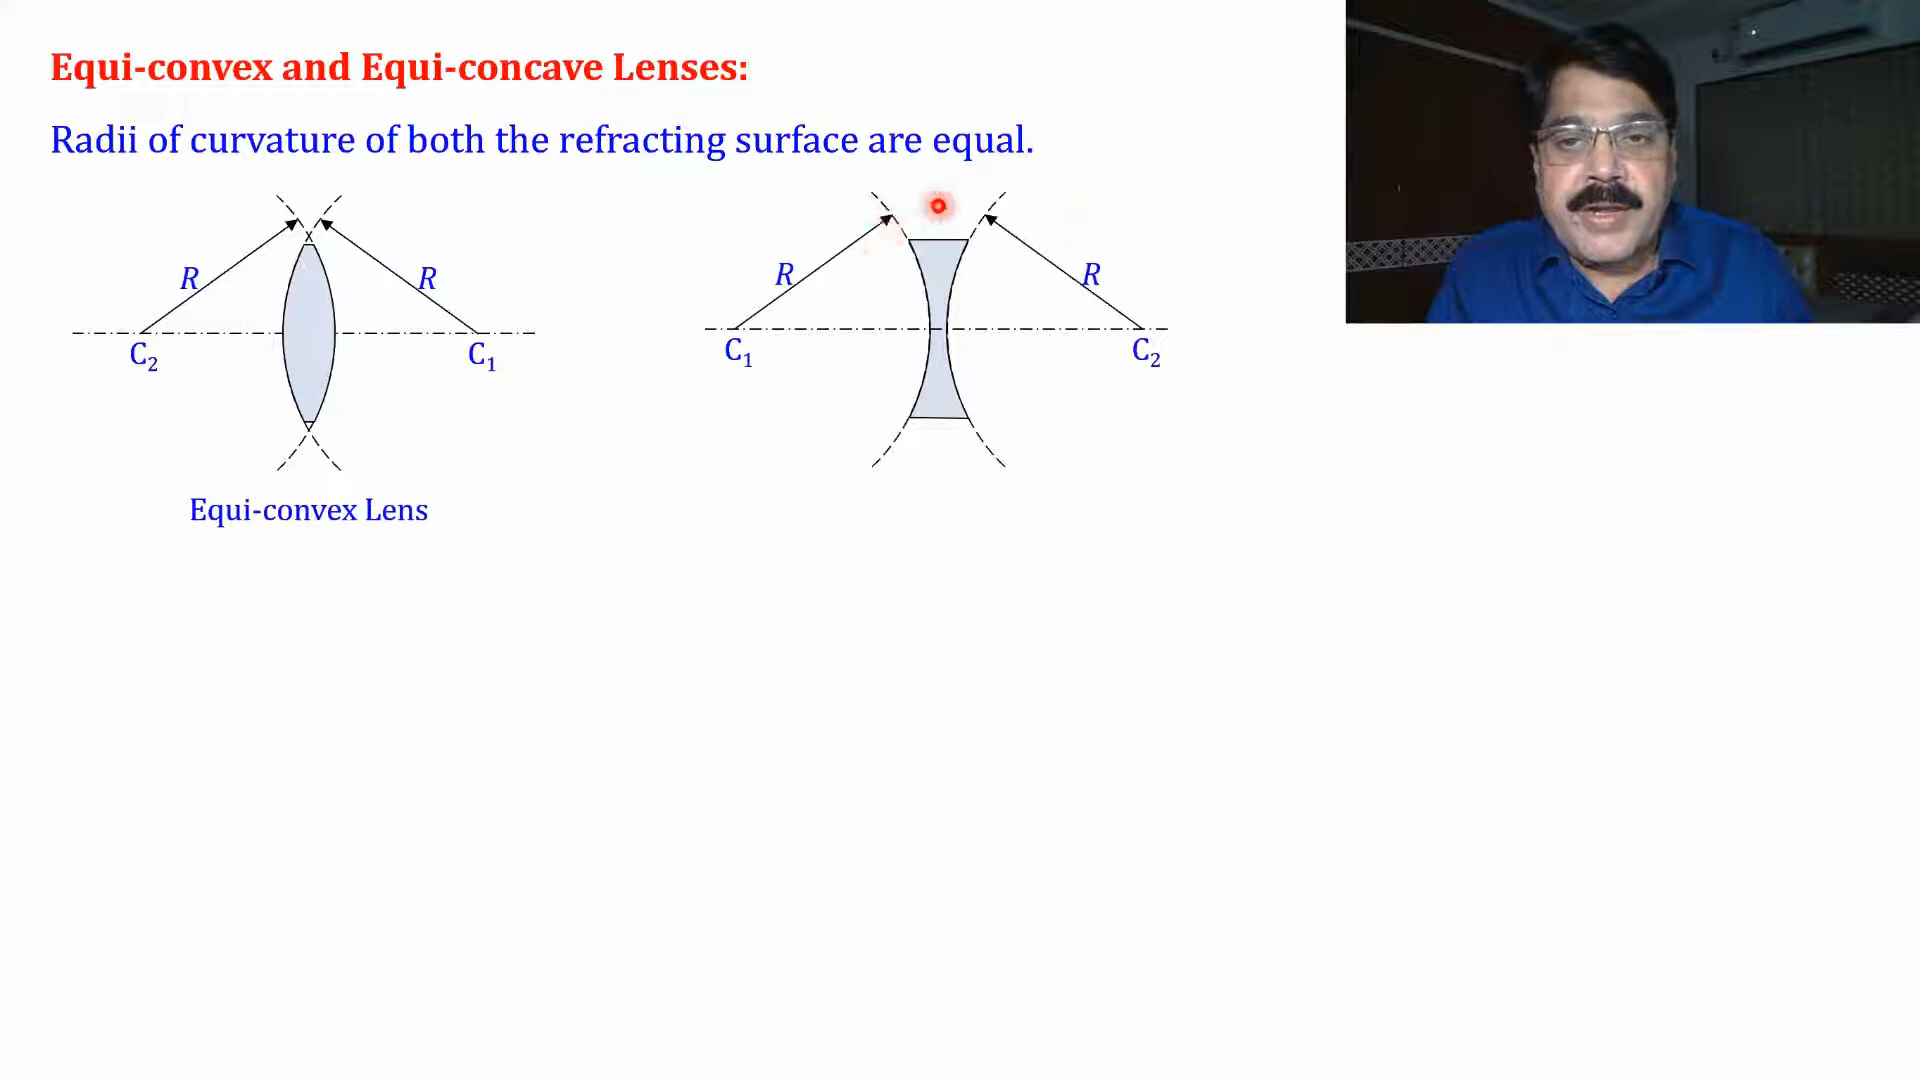 Equi-convex and Equi-concave Lenses:
Radii of curvature of both the refracting surface are equal.
R R R R
C₂ C₁ C₁ C₂
Equi-convex Lens